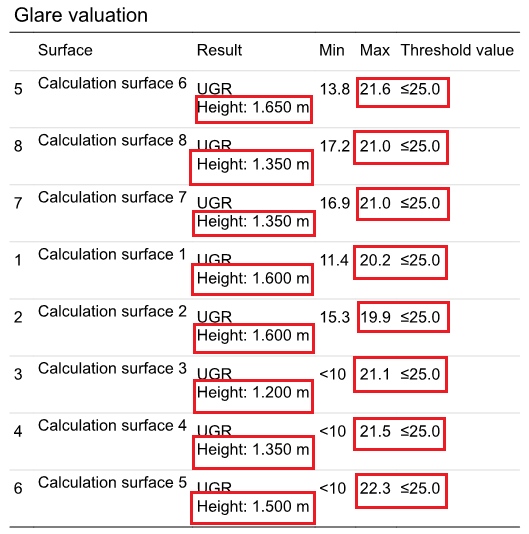 Glare valuation
Surface Result Min Max Threshold value
5 Calculation surface 6 UGR 13.8 21.6 ≤25.0
Height: 1.650 m
8 Calculation surface 8 UGR 17.2 21.0 ≤25.0
Height: 1.350 m
7 Calculation surface 7 UGR 16.9 21.0 ≤25.0
Height: 1.350 m
1 Calculation surface 1 UGR 11.4 20.2 ≤25.0
Height: 1.600 m
2 Calculation surface 2 UGR 15.3 19.9 ≤25.0
Height: 1.600 m
3 Calculation surface 3 UGR <10 21.1 ≤25.0
Height: 1.200 m
4 Calculation surface 4 UGR <10 21.5 ≤25.0
Height: 1.350 m
6 Calculation surface 5 UGR <10 22.3 ≤25.0
Height: 1.500 m